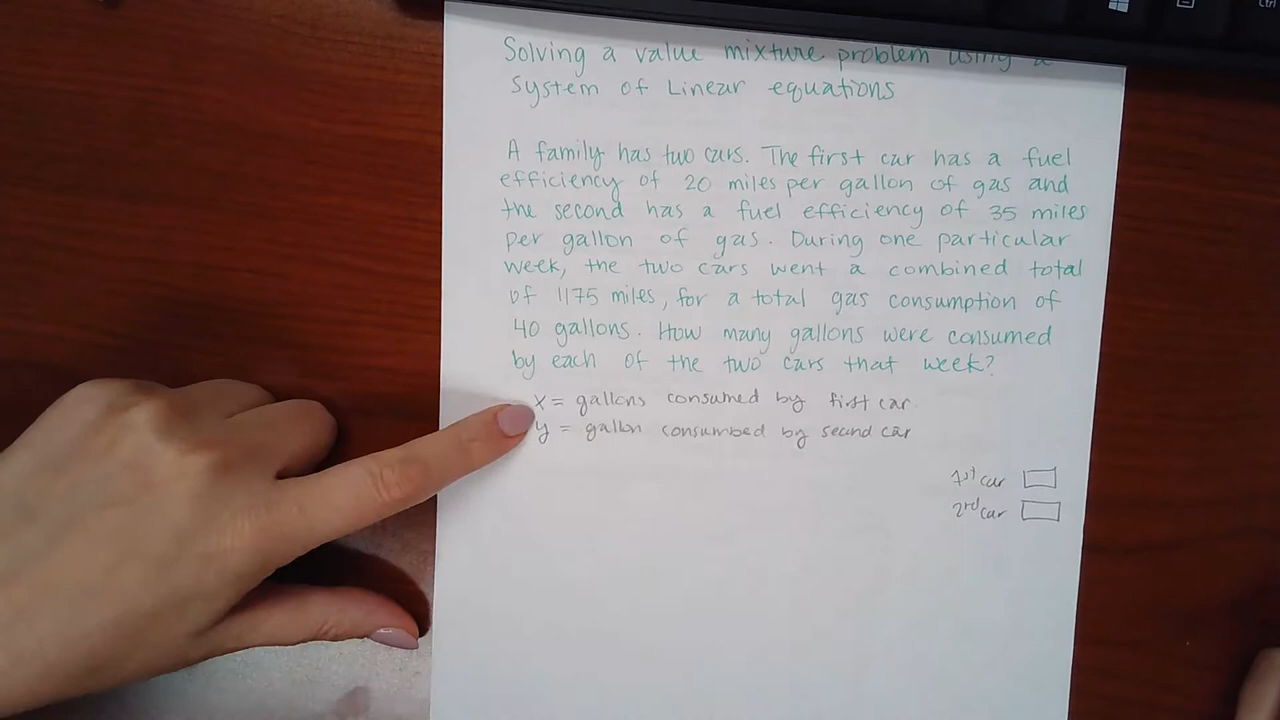 Solving a value mixture problem using a
System of Linear equations
A family has two cars. The first car has a fuel
efficiency of 20 miles per gallon of gas and
the second has a fuel efficiency of 35 miles
per gallon of gas. During one particular
week, the two cars went a combined total
of 1175 miles, for a total gas consumption of
40 gallons. How many gallons were consumed
by each of the two cars that week?
x = gallons consumed by first car.
y = gallon consumbed by second car
1st car
2rd car
Ctrl